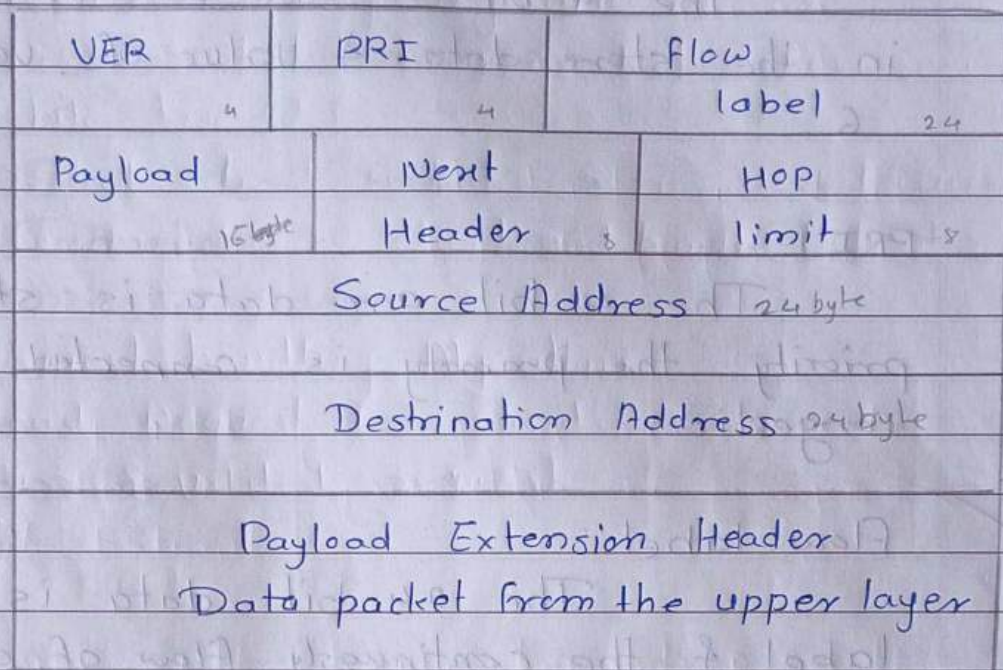 VER PRI flow
4 4 label 24
Payload Next HOP
16 byte Header 8 limit 8
Source Address 24 byte
Destrination Address 24 byte
Payload Extension Header
Data packet from the upper layer